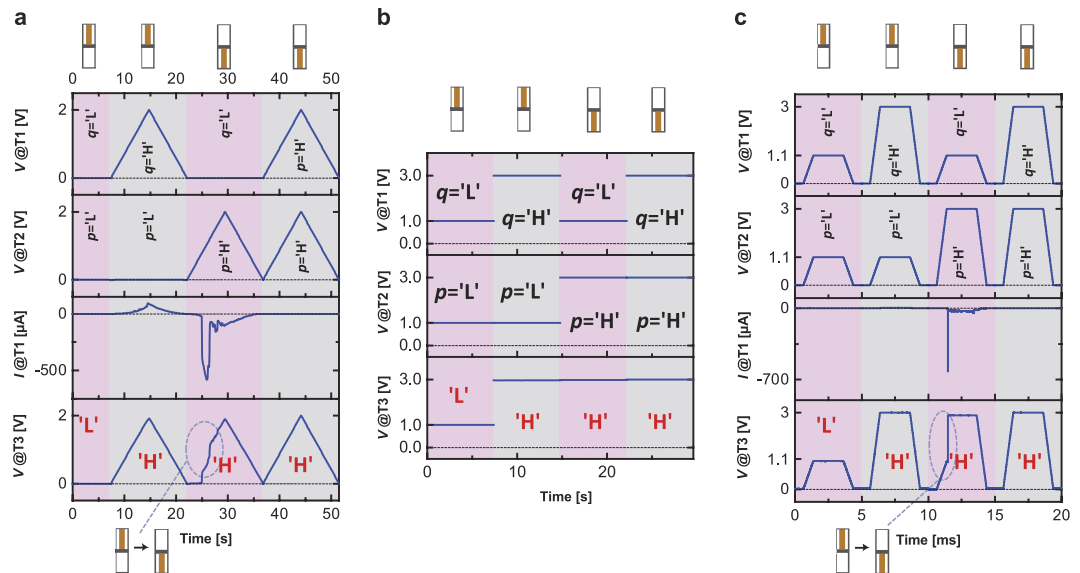 a
0 10 20 30 40 50
V @T1 [V]
2
0
q='L'
q='H'
q='L'
p='H'
V @T2 [V]
2
0
p='L'
p='L'
p='H'
p='H'
I @T1 [µA]
0
-500
V @T3 [V]
2
0
'L'
'H'
'H'
'H'
0 10 20 30 40 50
Time [s]
b
V @T1 [V]
3.0
1.0
0.0
q='L'
q='H'
q='L'
q='H'
V @T2 [V]
3.0
1.0
0.0
p='L'
p='L'
p='H'
p='H'
V @T3 [V]
3.0
1.0
0.0
'L'
'H'
'H'
'H'
0 10 20 30
Time [s]
c
V @T1 [V]
3
1.1
0
q='L'
q='H'
q='L'
q='H'
V @T2 [V]
3
1.1
0
p='L'
p='L'
p='H'
p='H'
I @T1 [µA]
0
-700
V @T3 [V]
3
1.1
0
'L'
'H'
'H'
'H'
0 5 10 15 20
Time [ms]